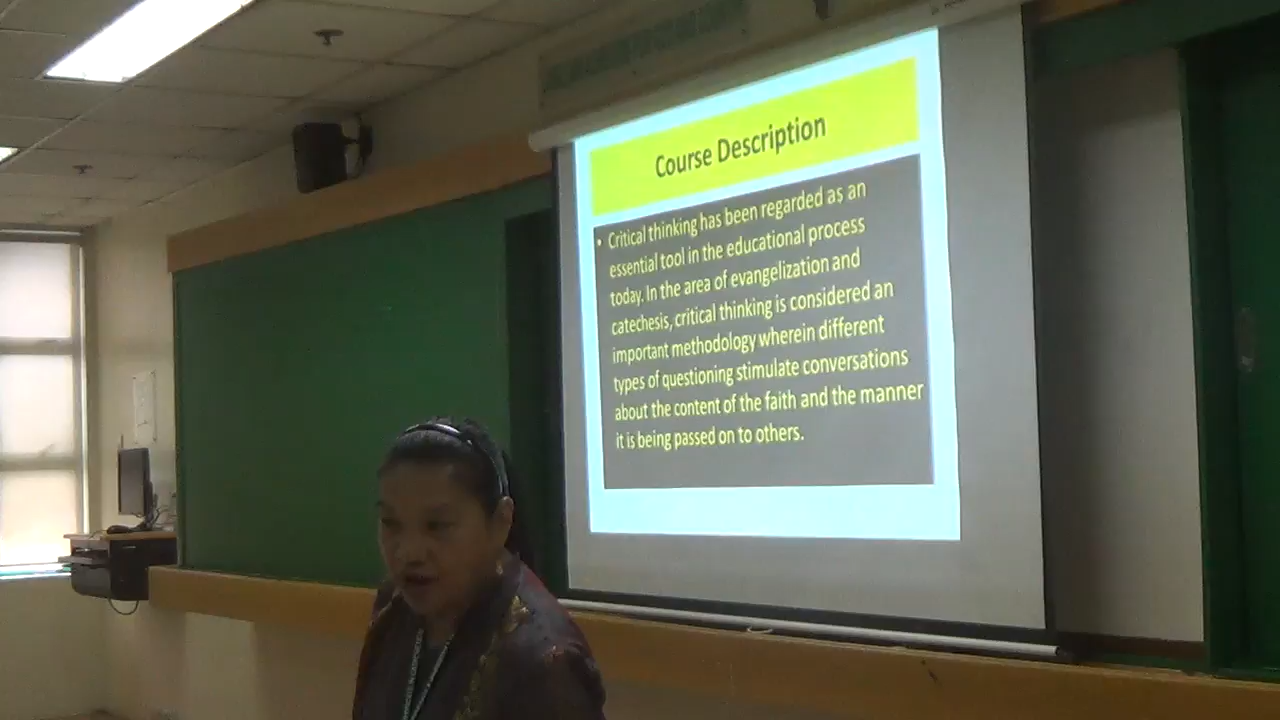 Course Description
• Critical thinking has been regarded as an
essential tool in the educational process
today. In the area of evangelization and
catechesis, critical thinking is considered an
important methodology wherein different
types of questioning stimulate conversations
about the content of the faith and the manner
it is being passed on to others.